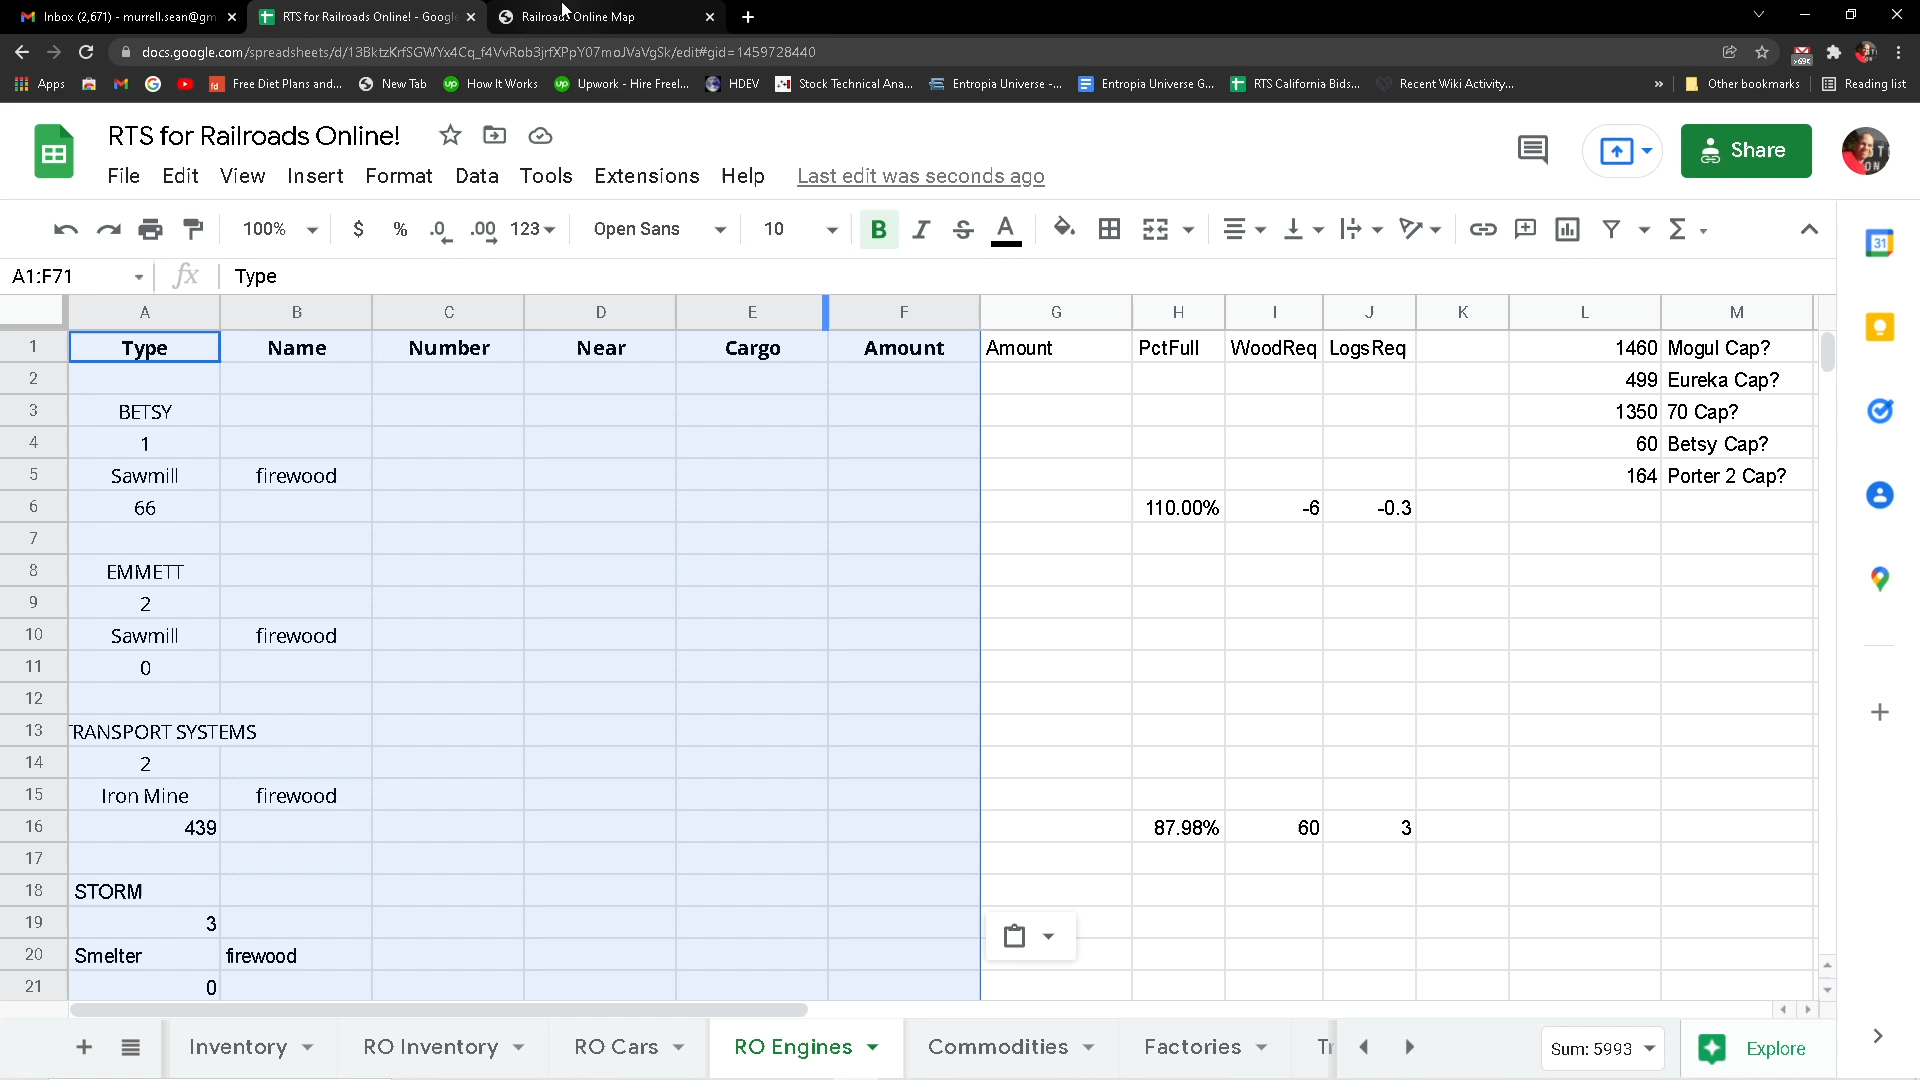 Inbox (2,671) - murrell.sean@gm
RTS for Railroads Online! - Google
Railroads Online Map
docs.google.com/spreadsheets/d/13BktzKrfSGWYx4Cq_f4VvRob3jrfXPpY07moJVaVgSk/edit#gid=1459728440
>69t
Apps
Free Diet Plans and...
New Tab
How It Works
Upwork - Hire Freel...
HDEV
Stock Technical Ana...
Entropia Universe -...
Entropia Universe G...
RTS California Bids...
Recent Wiki Activity...
»
Other bookmarks
Reading list
RTS for Railroads Online!
Share
File Edit View Insert Format Data Tools Extensions Help Last edit was seconds ago
100% $ % .0 .00 123 Open Sans 10 B I S A
31
A1:F71 fx Type
A B C D E F G H I J K L M
1 Type Name Number Near Cargo Amount Amount PctFull WoodReq LogsReq 1460 Mogul Cap?
2 499 Eureka Cap?
3 BETSY 1350 70 Cap?
4 1 60 Betsy Cap?
5 Sawmill firewood 164 Porter 2 Cap?
6 66 110.00% -6 -0.3
7
8 EMMETT
9 2
10 Sawmill firewood
11 0
12
13 TRANSPORT SYSTEMS
14 2
15 Iron Mine firewood
16 439 87.98% 60 3
17
18 STORM
19 3
20 Smelter firewood
21 0
Inventory RO Inventory RO Cars RO Engines Commodities Factories Tr Sum: 5993 Explore